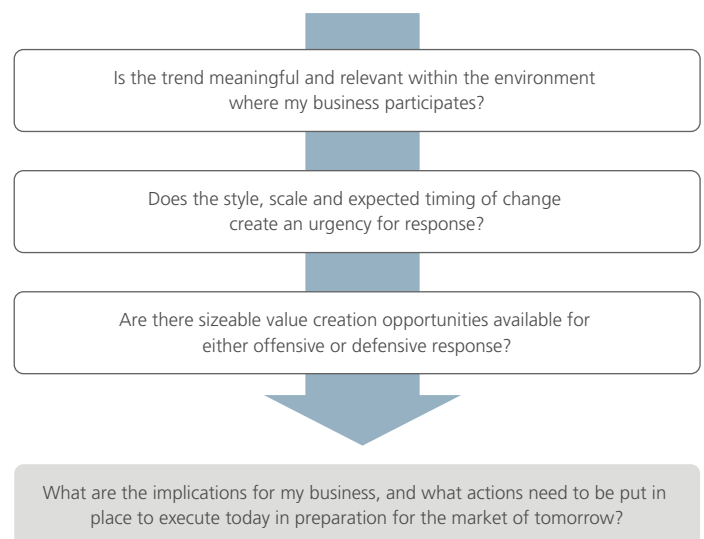 Is the trend meaningful and relevant within the environment
where my business participates?
Does the style, scale and expected timing of change
create an urgency for response?
Are there sizeable value creation opportunities available for
either offensive or defensive response?
What are the implications for my business, and what actions need to be put in
place to execute today in preparation for the market of tomorrow?